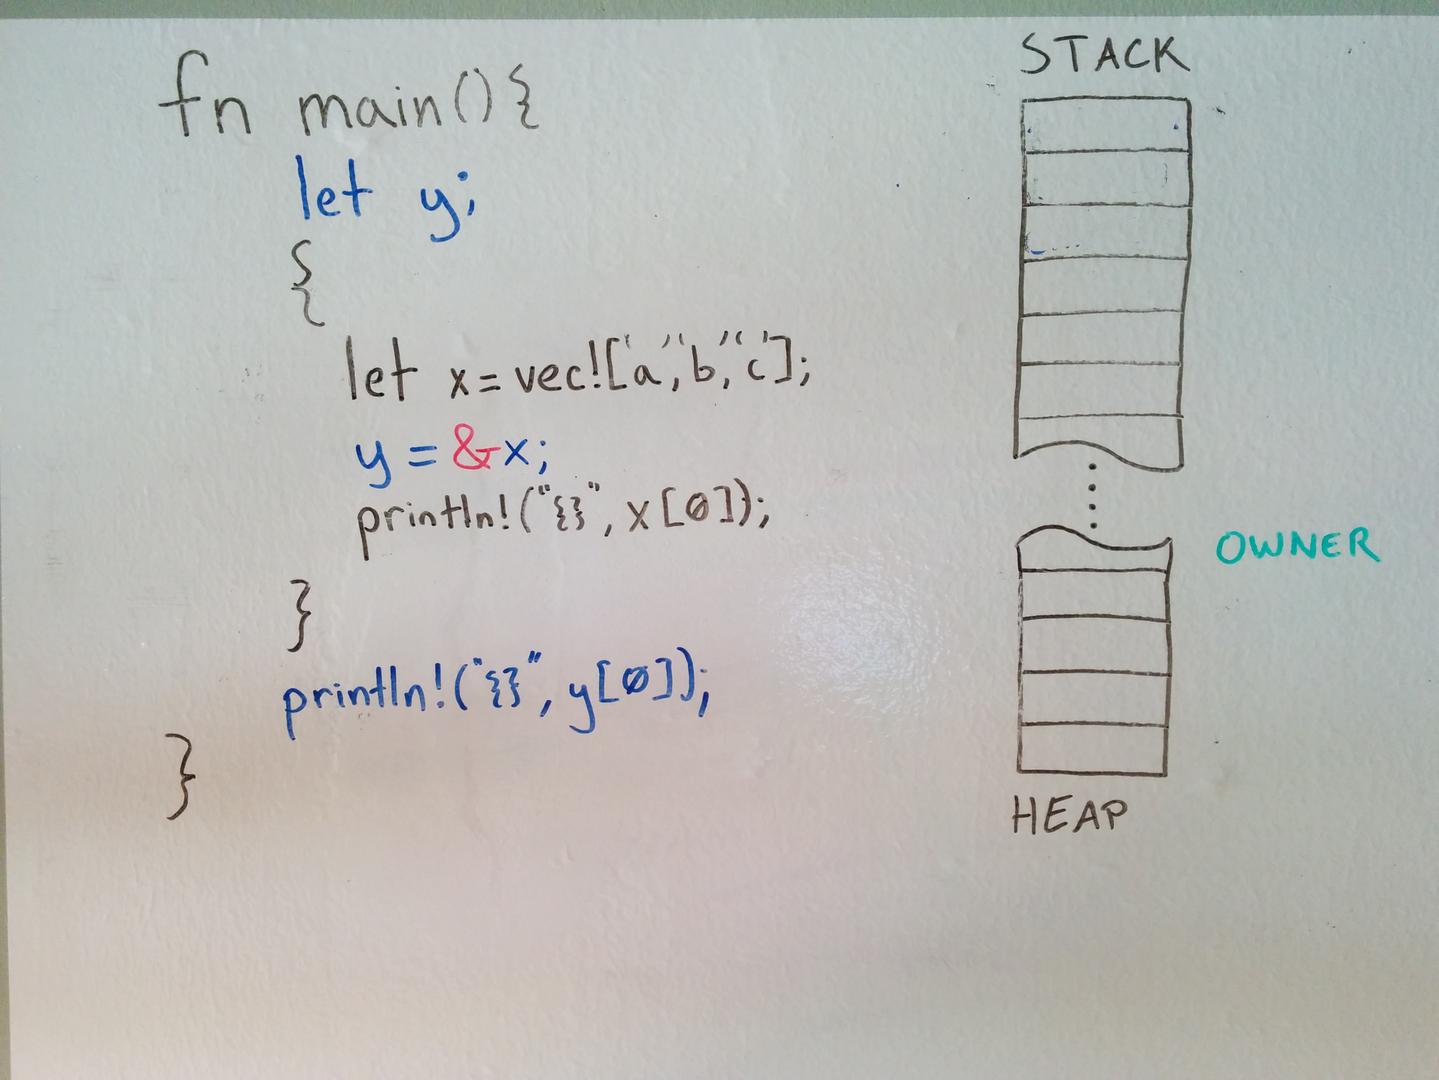 fn main(){
let y;
{
let x=vec!['a','b','c'];
y=&x;
println!("{}", x[0]);
}
println!("{}", y[0]);
}
STACK
OWNER
HEAP